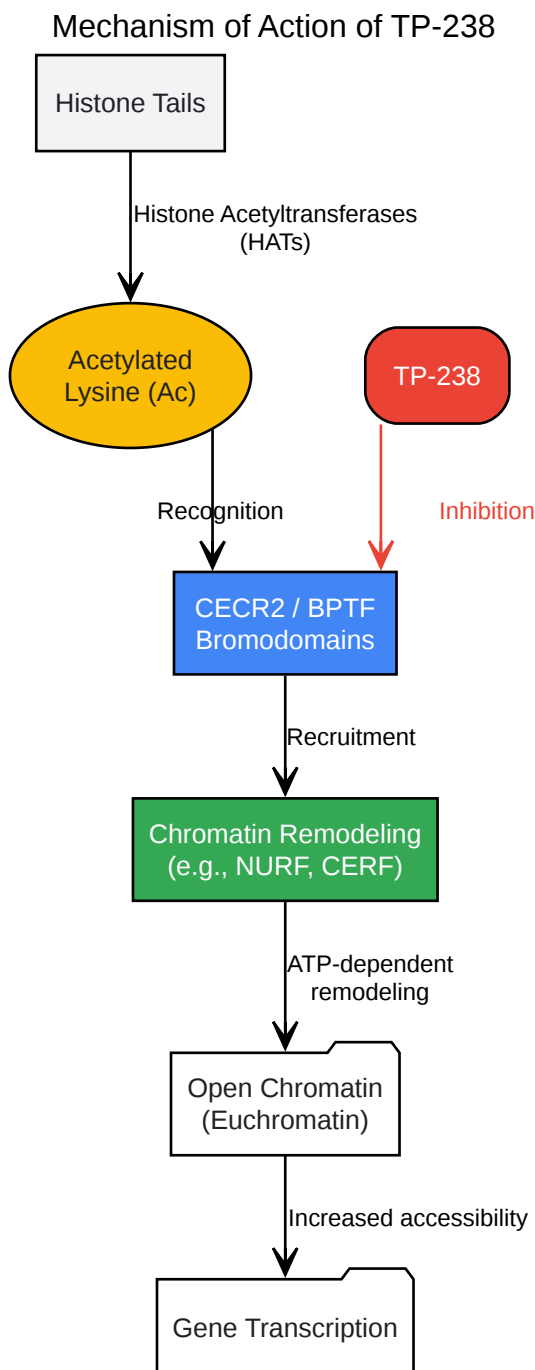 Mechanism of Action of TP-238
Histone Tails
Histone Acetyltransferases
(HATs)
Acetylated
Lysine (Ac)
TP-238
Recognition
Inhibition
CECR2 / BPTF
Bromodomains
Recruitment
Chromatin Remodeling
(e.g., NURF, CERF)
ATP-dependent
remodeling
Open Chromatin
(Euchromatin)
Increased accessibility
Gene Transcription